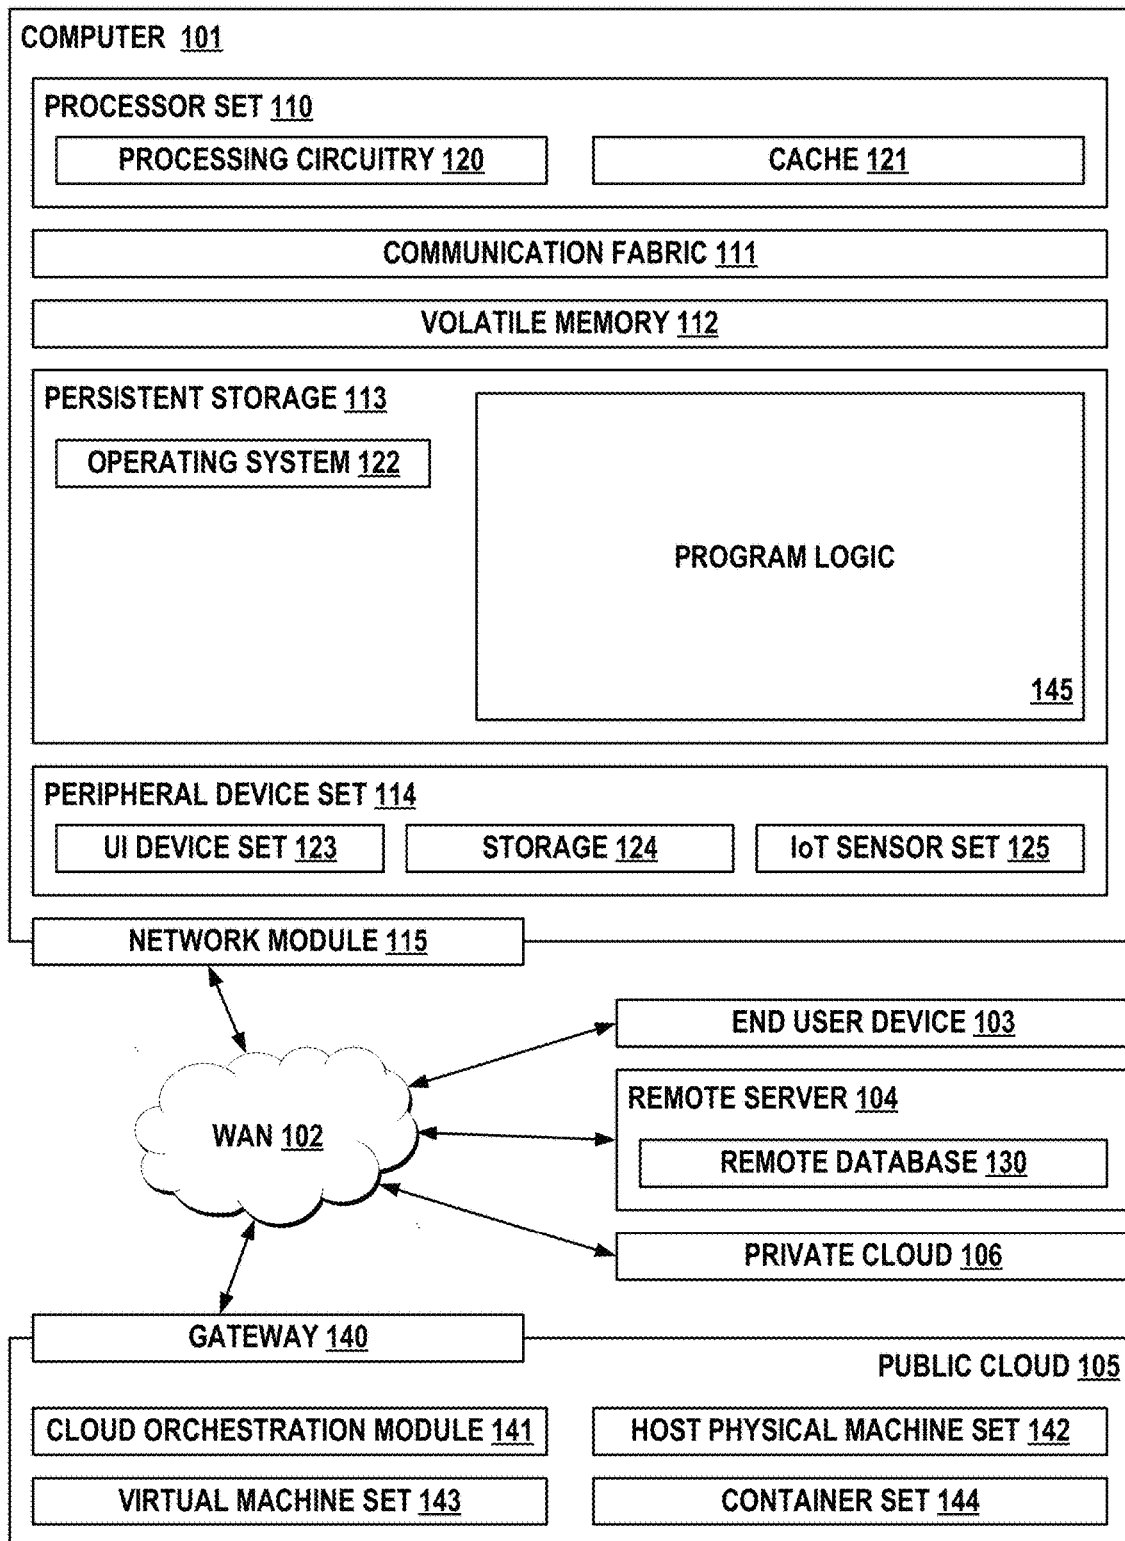 COMPUTER 101
PROCESSOR SET 110
PROCESSING CIRCUITRY 120
CACHE 121
COMMUNICATION FABRIC 111
VOLATILE MEMORY 112
PERSISTENT STORAGE 113
OPERATING SYSTEM 122
PROGRAM LOGIC
145
PERIPHERAL DEVICE SET 114
UI DEVICE SET 123
STORAGE 124
IoT SENSOR SET 125
NETWORK MODULE 115
END USER DEVICE 103
REMOTE SERVER 104
WAN 102
REMOTE DATABASE 130
PRIVATE CLOUD 106
GATEWAY 140
PUBLIC CLOUD 105
CLOUD ORCHESTRATION MODULE 141
HOST PHYSICAL MACHINE SET 142
VIRTUAL MACHINE SET 143
CONTAINER SET 144